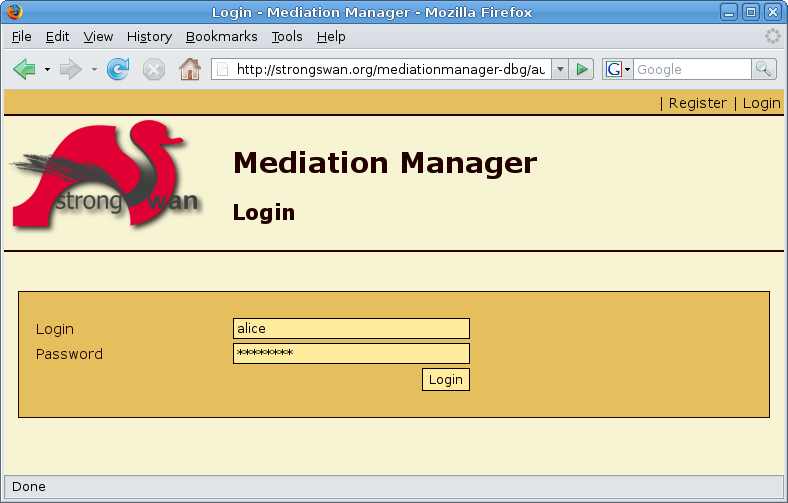 Login - Mediation Manager - Mozilla Firefox
File Edit View History Bookmarks Tools Help
http://strongswan.org/mediationmanager-dbg/au G Google
| Register | Login
strongSwan
Mediation Manager
Login
Login alice
Password ********
Login
Done